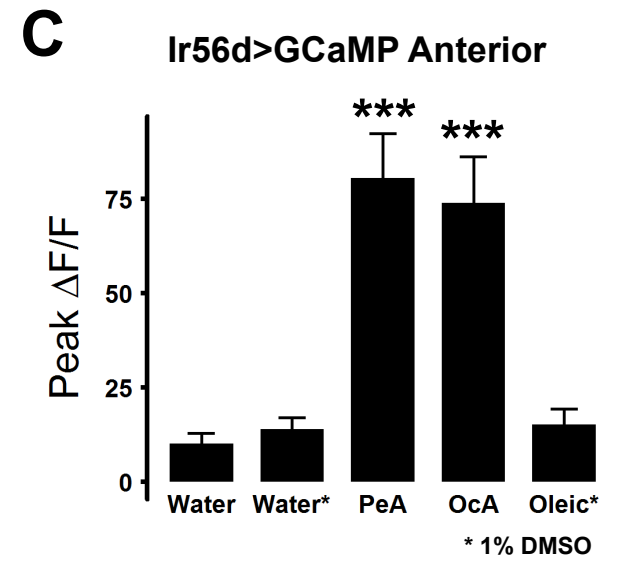 C
Ir56d>GCaMP Anterior
***
***
Peak ΔF/F
75
50
25
0
Water Water* PeA OcA Oleic*
* 1% DMSO